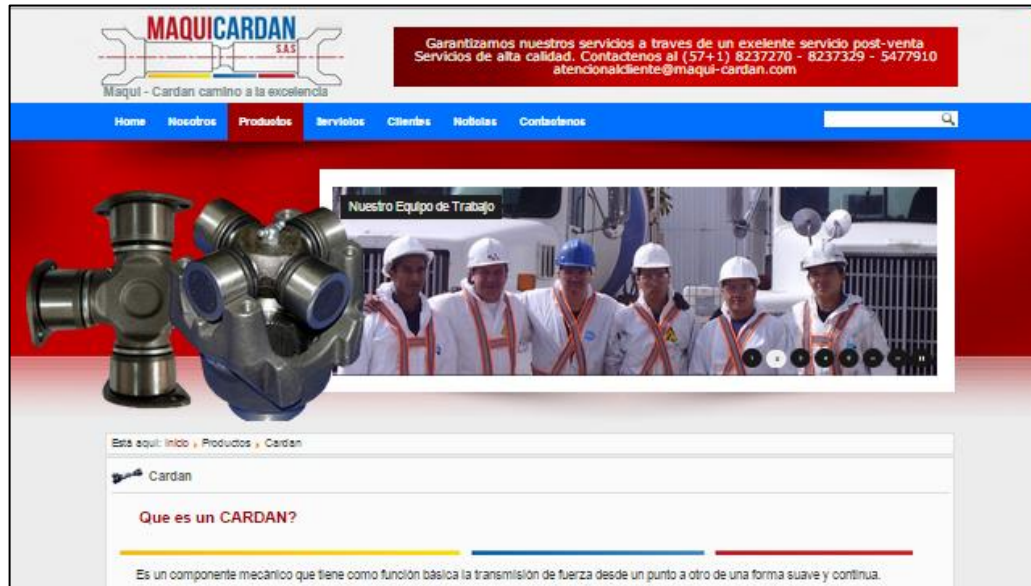 MAQUICARDAN
S.A.S
Maqui - Cardan camino a la excelencia
Garantizamos nuestros servicios a traves de un exelente servicio post-venta
Servicios de alta calidad. Contactenos al (57+1) 8237270 - 8237329 - 5477910
atencionalcliente@maqui-cardan.com
Home Nosotros Productos Servicios Clientes Noticias Contactenos
Nuestro Equipo de Trabajo
Está aquí: Inicio Productos Cardan
Cardan
Que es un CARDAN?
Es un componente mecánico que tiene como función básica la transmisión de fuerza desde un punto a otro de una forma suave y continua.